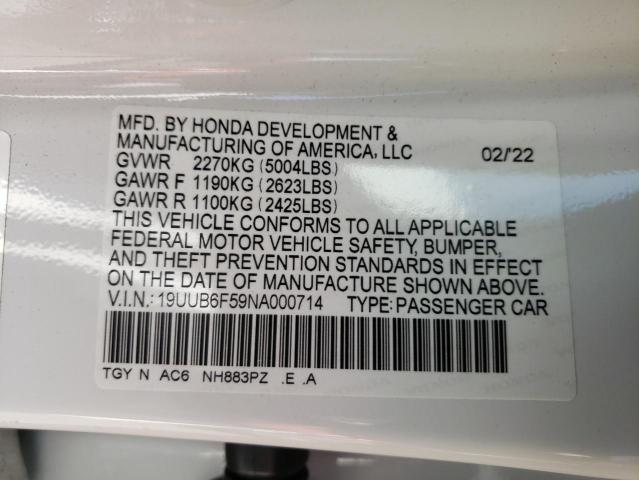 MFD. BY HONDA DEVELOPMENT &
MANUFACTURING OF AMERICA, LLC 02/'22
GVWR 2270KG (5004LBS)
GAWR F 1190KG (2623LBS)
GAWR R 1100KG (2425LBS)
THIS VEHICLE CONFORMS TO ALL APPLICABLE
FEDERAL MOTOR VEHICLE SAFETY, BUMPER,
AND THEFT PREVENTION STANDARDS IN EFFECT
ON THE DATE OF MANUFACTURE SHOWN ABOVE.
V.I.N.: 19UUB6F59NA000714 TYPE: PASSENGER CAR
TGY N AC6 NH883PZ .E .A